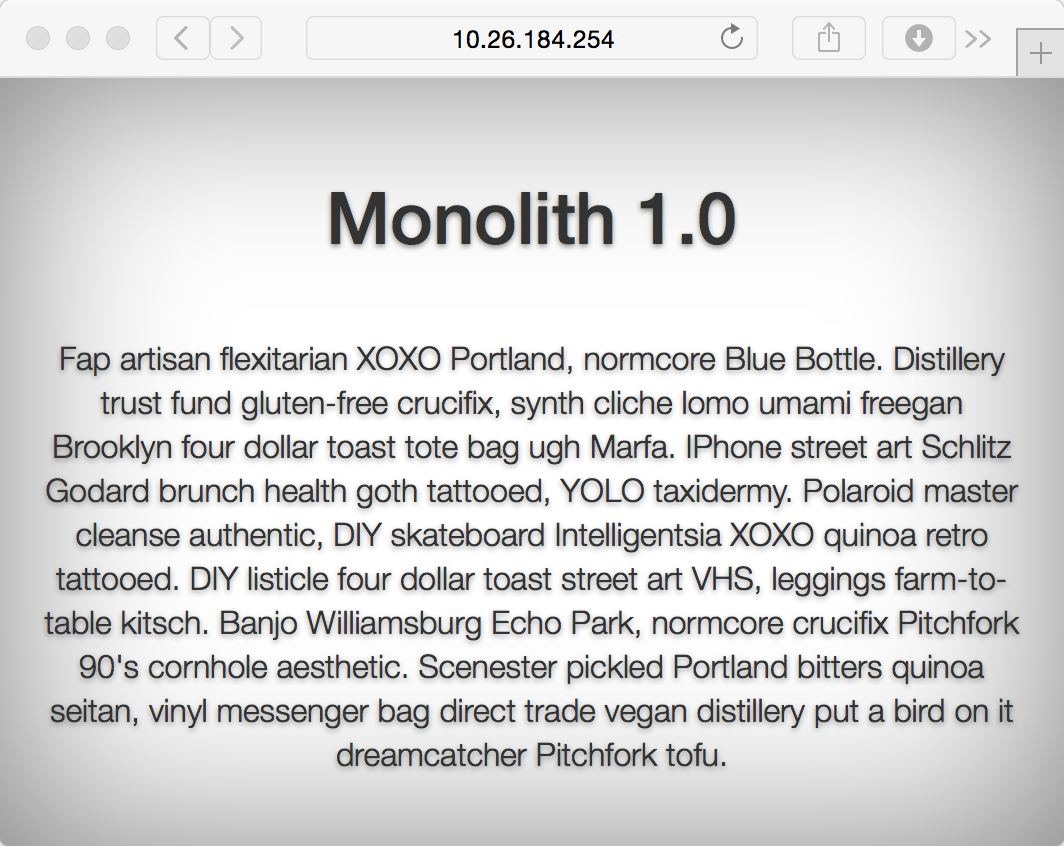 10.26.184.254
Monolith 1.0
Fap artisan flexitarian XOXO Portland, normcore Blue Bottle. Distillery
trust fund gluten-free crucifix, synth cliche lomo umami freegan
Brooklyn four dollar toast tote bag ugh Marfa. IPhone street art Schlitz
Godard brunch health goth tattooed, YOLO taxidermy. Polaroid master
cleanse authentic, DIY skateboard Intelligentsia XOXO quinoa retro
tattooed. DIY listicle four dollar toast street art VHS, leggings farm-to-
table kitsch. Banjo Williamsburg Echo Park, normcore crucifix Pitchfork
90's cornhole aesthetic. Scenester pickled Portland bitters quinoa
seitan, vinyl messenger bag direct trade vegan distillery put a bird on it
dreamcatcher Pitchfork tofu.